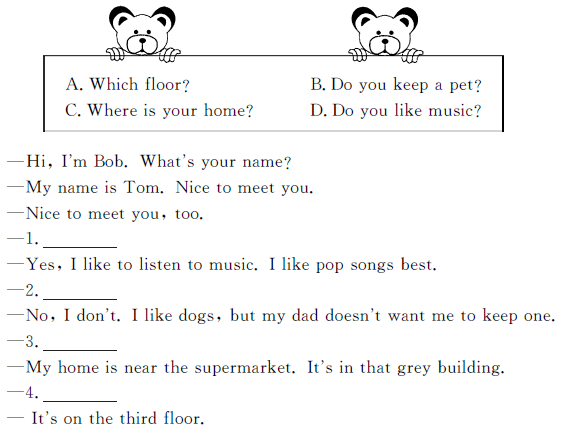 A. Which floor? B. Do you keep a pet?
C. Where is your home? D. Do you like music?
—Hi, I'm Bob. What's your name?
—My name is Tom. Nice to meet you.
—Nice to meet you, too.
—1. ________
—Yes, I like to listen to music. I like pop songs best.
—2. ________
—No, I don't. I like dogs, but my dad doesn't want me to keep one.
—3. ________
—My home is near the supermarket. It's in that grey building.
—4. ________
— It's on the third floor.